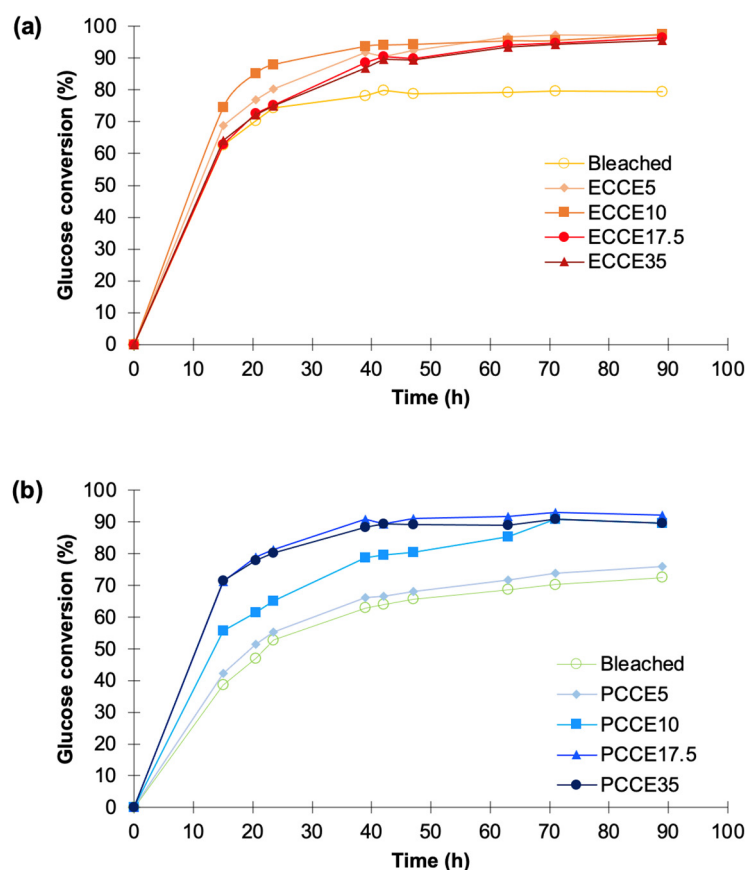 (a)
Glucose conversion (%)
100
90
80
70
60
50
40
30
20
10
0
0 10 20 30 40 50 60 70 80 90 100
Time (h)
Bleached
ECCE5
ECCE10
ECCE17.5
ECCE35
(b)
Glucose conversion (%)
100
90
80
70
60
50
40
30
20
10
0
0 10 20 30 40 50 60 70 80 90 100
Time (h)
Bleached
PCCE5
PCCE10
PCCE17.5
PCCE35